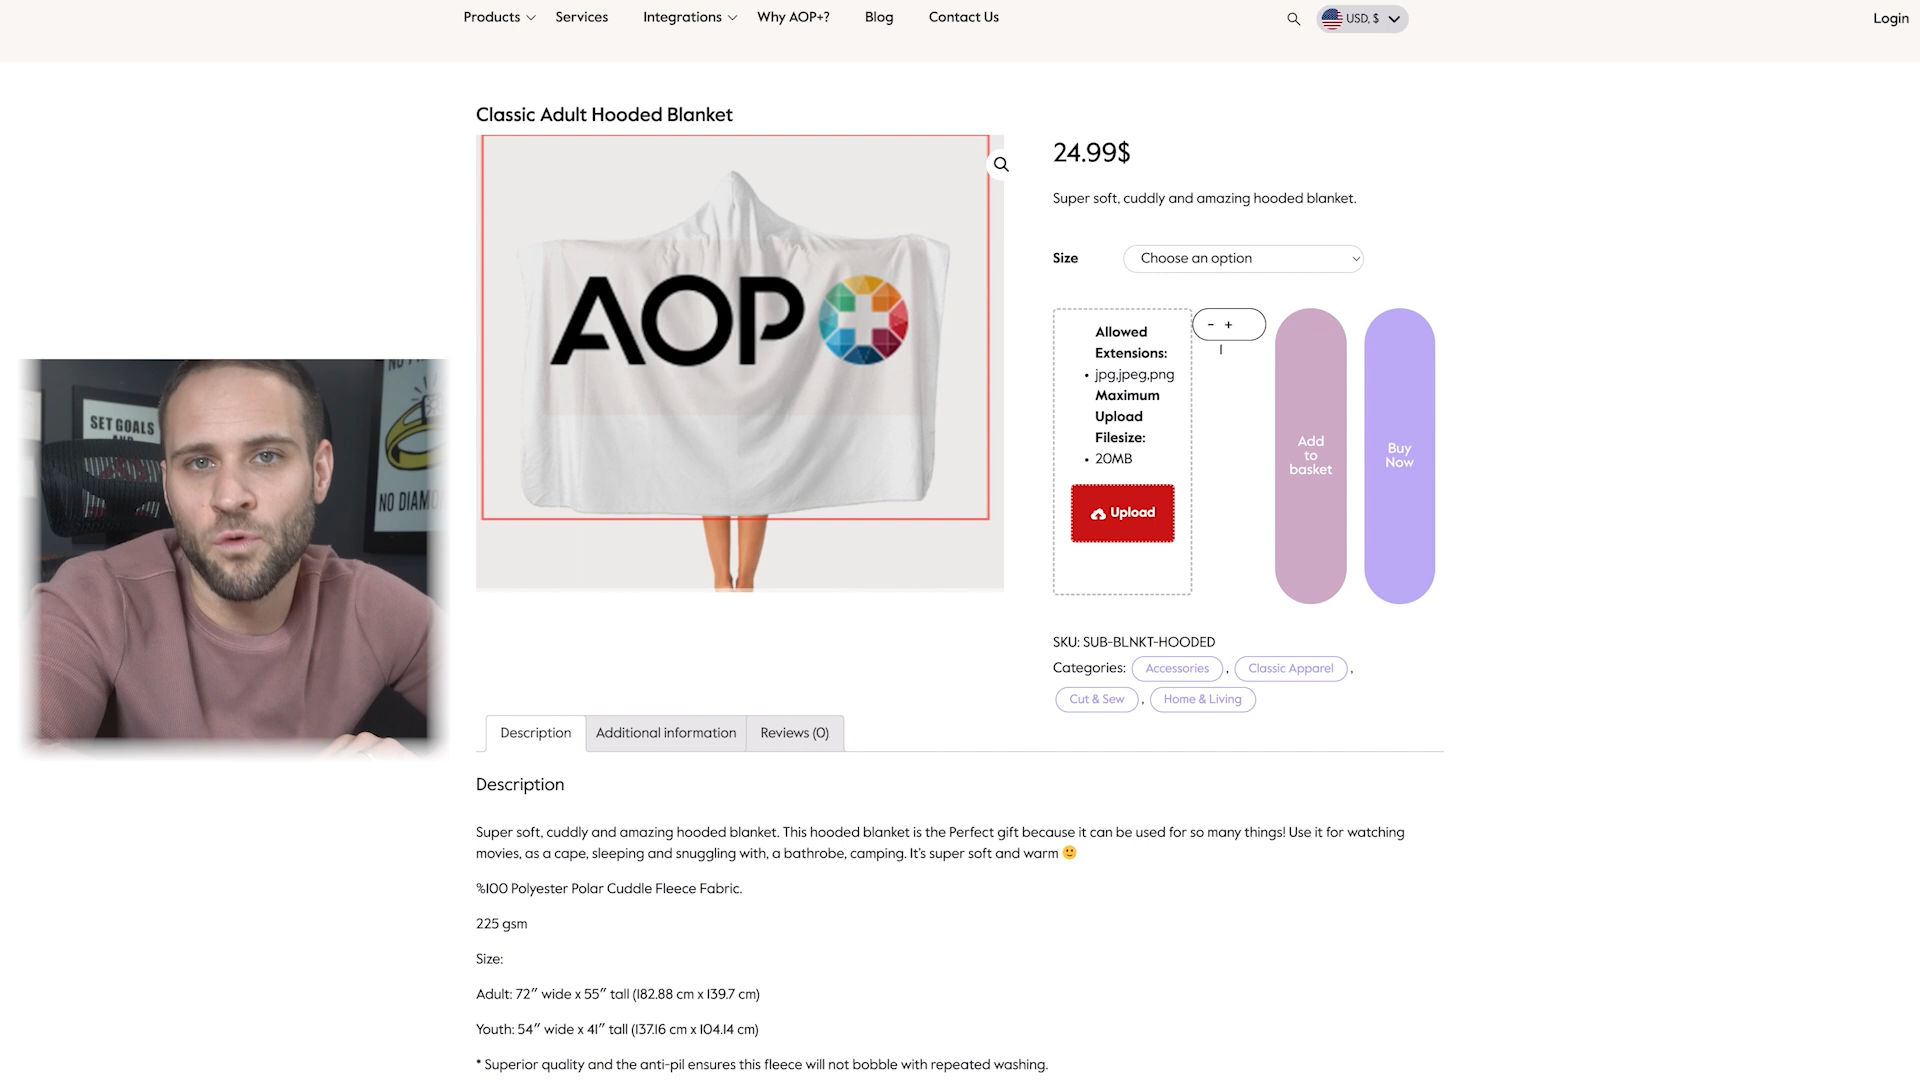 Products
Services
Integrations
Why AOP+?
Blog
Contact Us
USD, $
Login
Classic Adult Hooded Blanket
AOP
24.99$
Super soft, cuddly and amazing hooded blanket.
Size
Choose an option
Allowed
Extensions:
• jpg,jpeg,png
Maximum
Upload
Filesize:
• 20MB
Upload
- +
1
Add
to
basket
Buy
Now
SKU: SUB-BLNKT-HOODED
Categories: Accessories , Classic Apparel ,
Cut & Sew , Home & Living
SET GOALS
NO DIAMO
Description
Additional information
Reviews (0)
Description
Super soft, cuddly and amazing hooded blanket. This hooded blanket is the Perfect gift because it can be used for so many things! Use it for watching
movies, as a cape, sleeping and snuggling with, a bathrobe, camping. It's super soft and warm 🙂
%100 Polyester Polar Cuddle Fleece Fabric.
225 gsm
Size:
Adult: 72″ wide x 55″ tall (182.88 cm x 139.7 cm)
Youth: 54″ wide x 41″ tall (137.16 cm x 104.14 cm)
* Superior quality and the anti-pil ensures this fleece will not bobble with repeated washing.